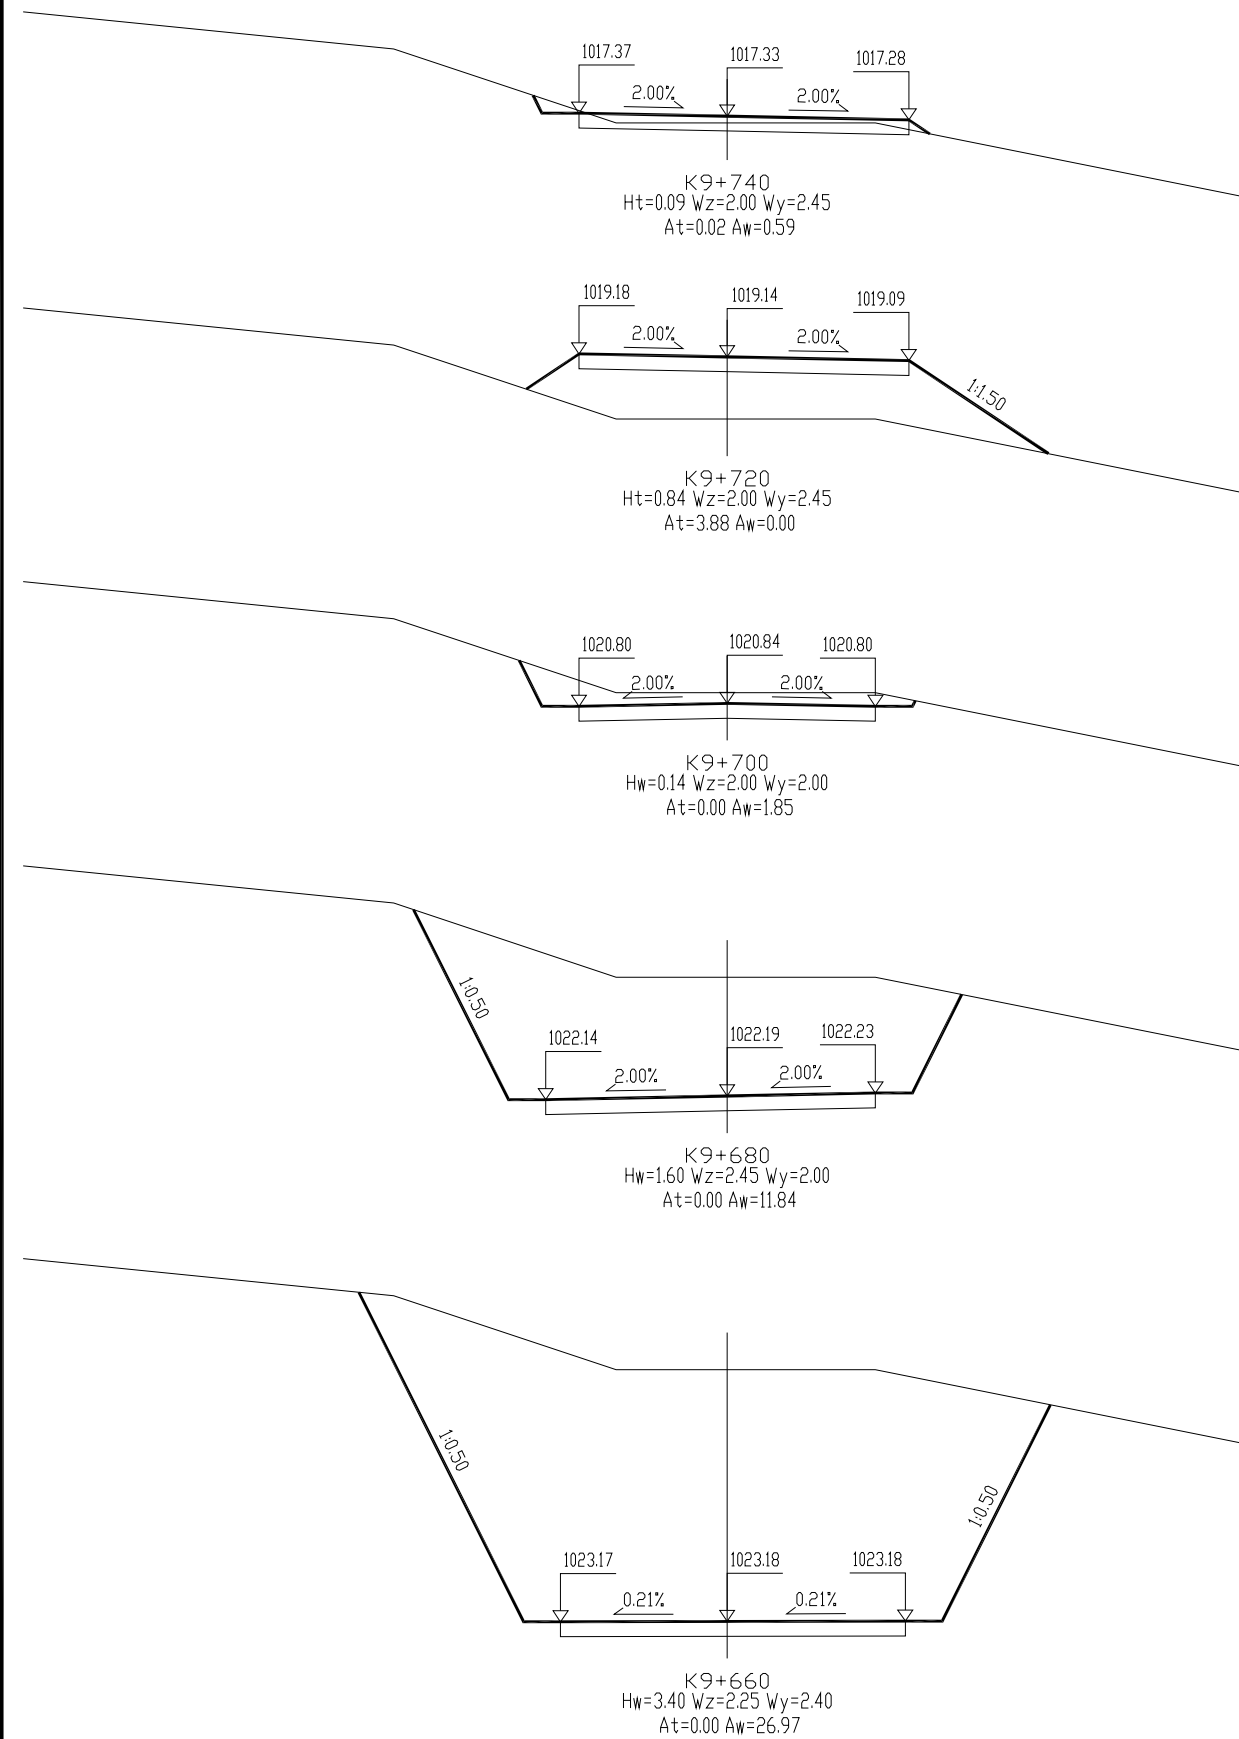 1017.37
1017.33
1017.28
2.00%
2.00%
K9+740
Ht=0.09 Wz=2.00 Wy=2.45
At=0.02 Aw=0.59
1019.18
1019.14
1019.09
2.00%
2.00%
1:1.50
K9+720
Ht=0.84 Wz=2.00 Wy=2.45
At=3.88 Aw=0.00
1020.80
1020.84
1020.80
2.00%
2.00%
K9+700
Hw=0.14 Wz=2.00 Wy=2.00
At=0.00 Aw=1.85
1:0.50
1022.14
1022.19
1022.23
2.00%
2.00%
K9+680
Hw=1.60 Wz=2.45 Wy=2.00
At=0.00 Aw=11.84
1:0.50
1:0.50
1023.17
1023.18
1023.18
0.21%
0.21%
K9+660
Hw=3.40 Wz=2.25 Wy=2.40
At=0.00 Aw=26.97